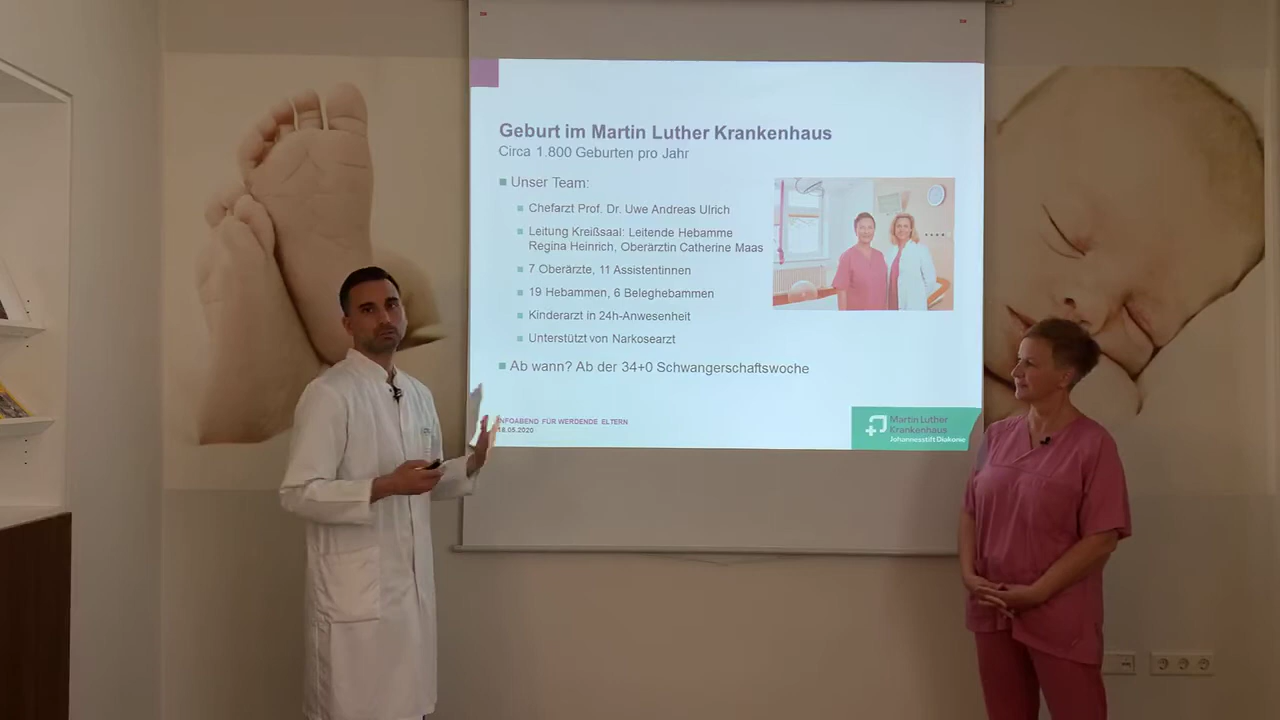 Geburt im Martin Luther Krankenhaus
Circa 1.800 Geburten pro Jahr
Unser Team:
Chefarzt Prof. Dr. Uwe Andreas Ulrich
Leitung Kreißsaal: Leitende Hebamme
Regina Heinrich, Oberärztin Catherine Maas
7 Oberärzte, 11 Assistentinnen
19 Hebammen, 6 Beleghebammen
Kinderarzt in 24h-Anwesenheit
Unterstützt von Narkosearzt
Ab wann? Ab der 34+0 Schwangerschaftswoche
INFOABEND FÜR WERDENDE ELTERN
18.05.2020
Martin Luther
Krankenhaus
Johannesstift Diakonie